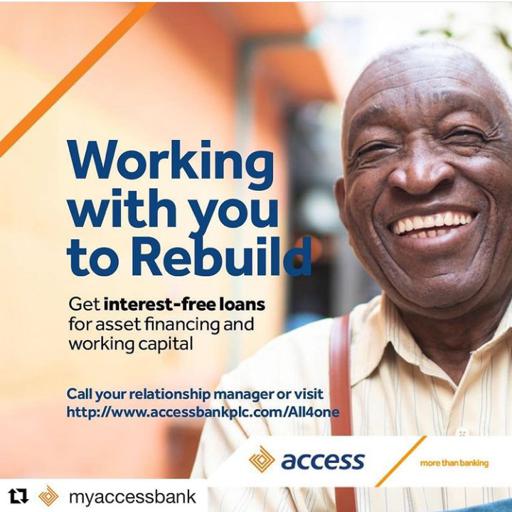 Working
with you
to Rebuild
Get interest-free loans
for asset financing and
working capital
Call your relationship manager or visit
http://www.accessbankplc.com/All4one
access
more than banking
myaccessbank